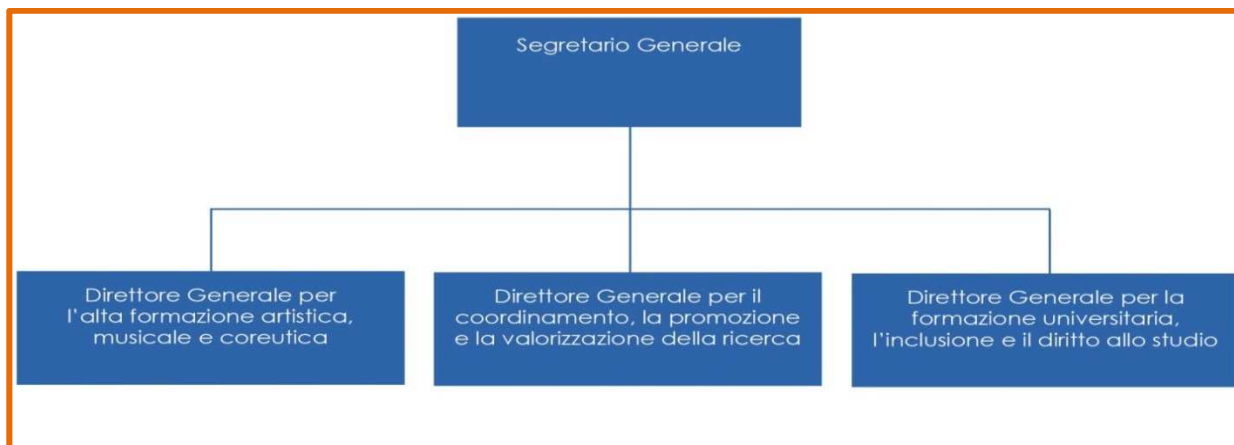 Segretario Generale
Direttore Generale per
l'alta formazione artistica,
musicale e coreutica
Direttore Generale per il
coordinamento, la promozione
e la valorizzazione della ricerca
Direttore Generale per la
formazione universitaria,
l'inclusione e il diritto allo studio